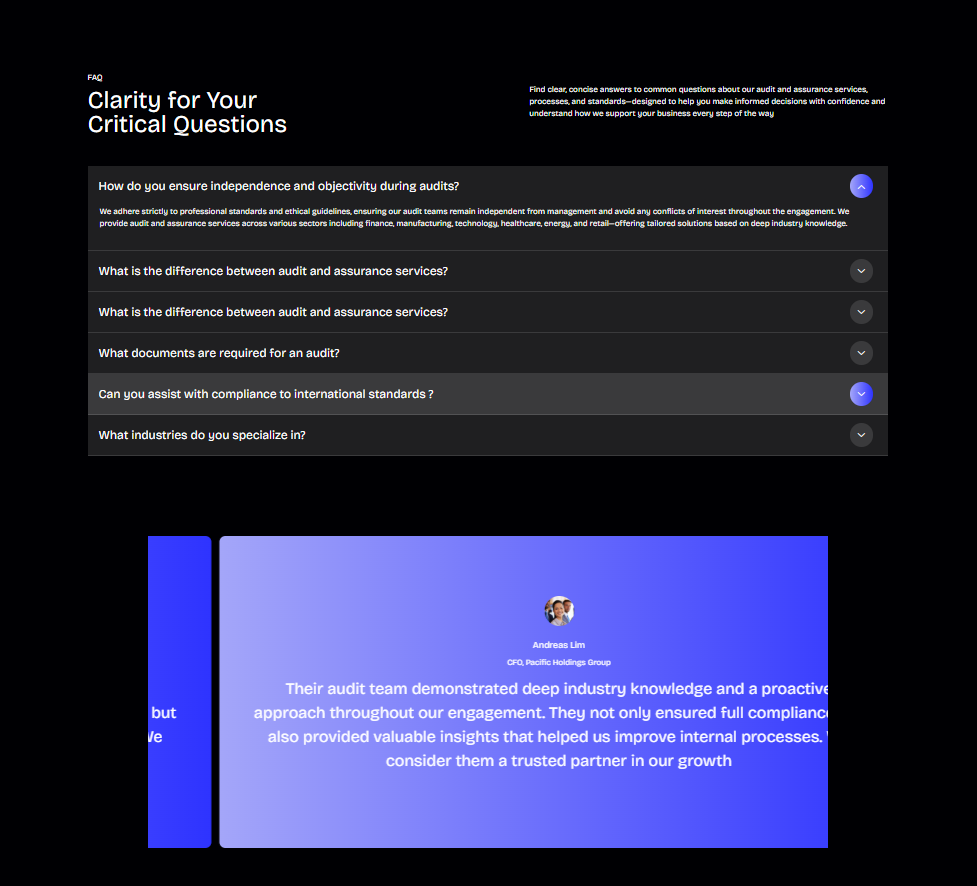 FAQ
Clarity for Your
Critical Questions
Find clear, concise answers to common questions about our audit and assurance services,
processes, and standards—designed to help you make informed decisions with confidence and
understand how we support your business every step of the way
How do you ensure independence and objectivity during audits?
We adhere strictly to professional standards and ethical guidelines, ensuring our audit teams remain independent from management and avoid any conflicts of interest throughout the engagement. We
provide audit and assurance services across various sectors including finance, manufacturing, technology, healthcare, energy, and retail—offering tailored solutions based on deep industry knowledge.
What is the difference between audit and assurance services?
What is the difference between audit and assurance services?
What documents are required for an audit?
Can you assist with compliance to international standards ?
What industries do you specialize in?
but
We
Andreas Lim
CFO, Pacific Holdings Group
Their audit team demonstrated deep industry knowledge and a proactive
approach throughout our engagement. They not only ensured full compliance
also provided valuable insights that helped us improve internal processes.
consider them a trusted partner in our growth